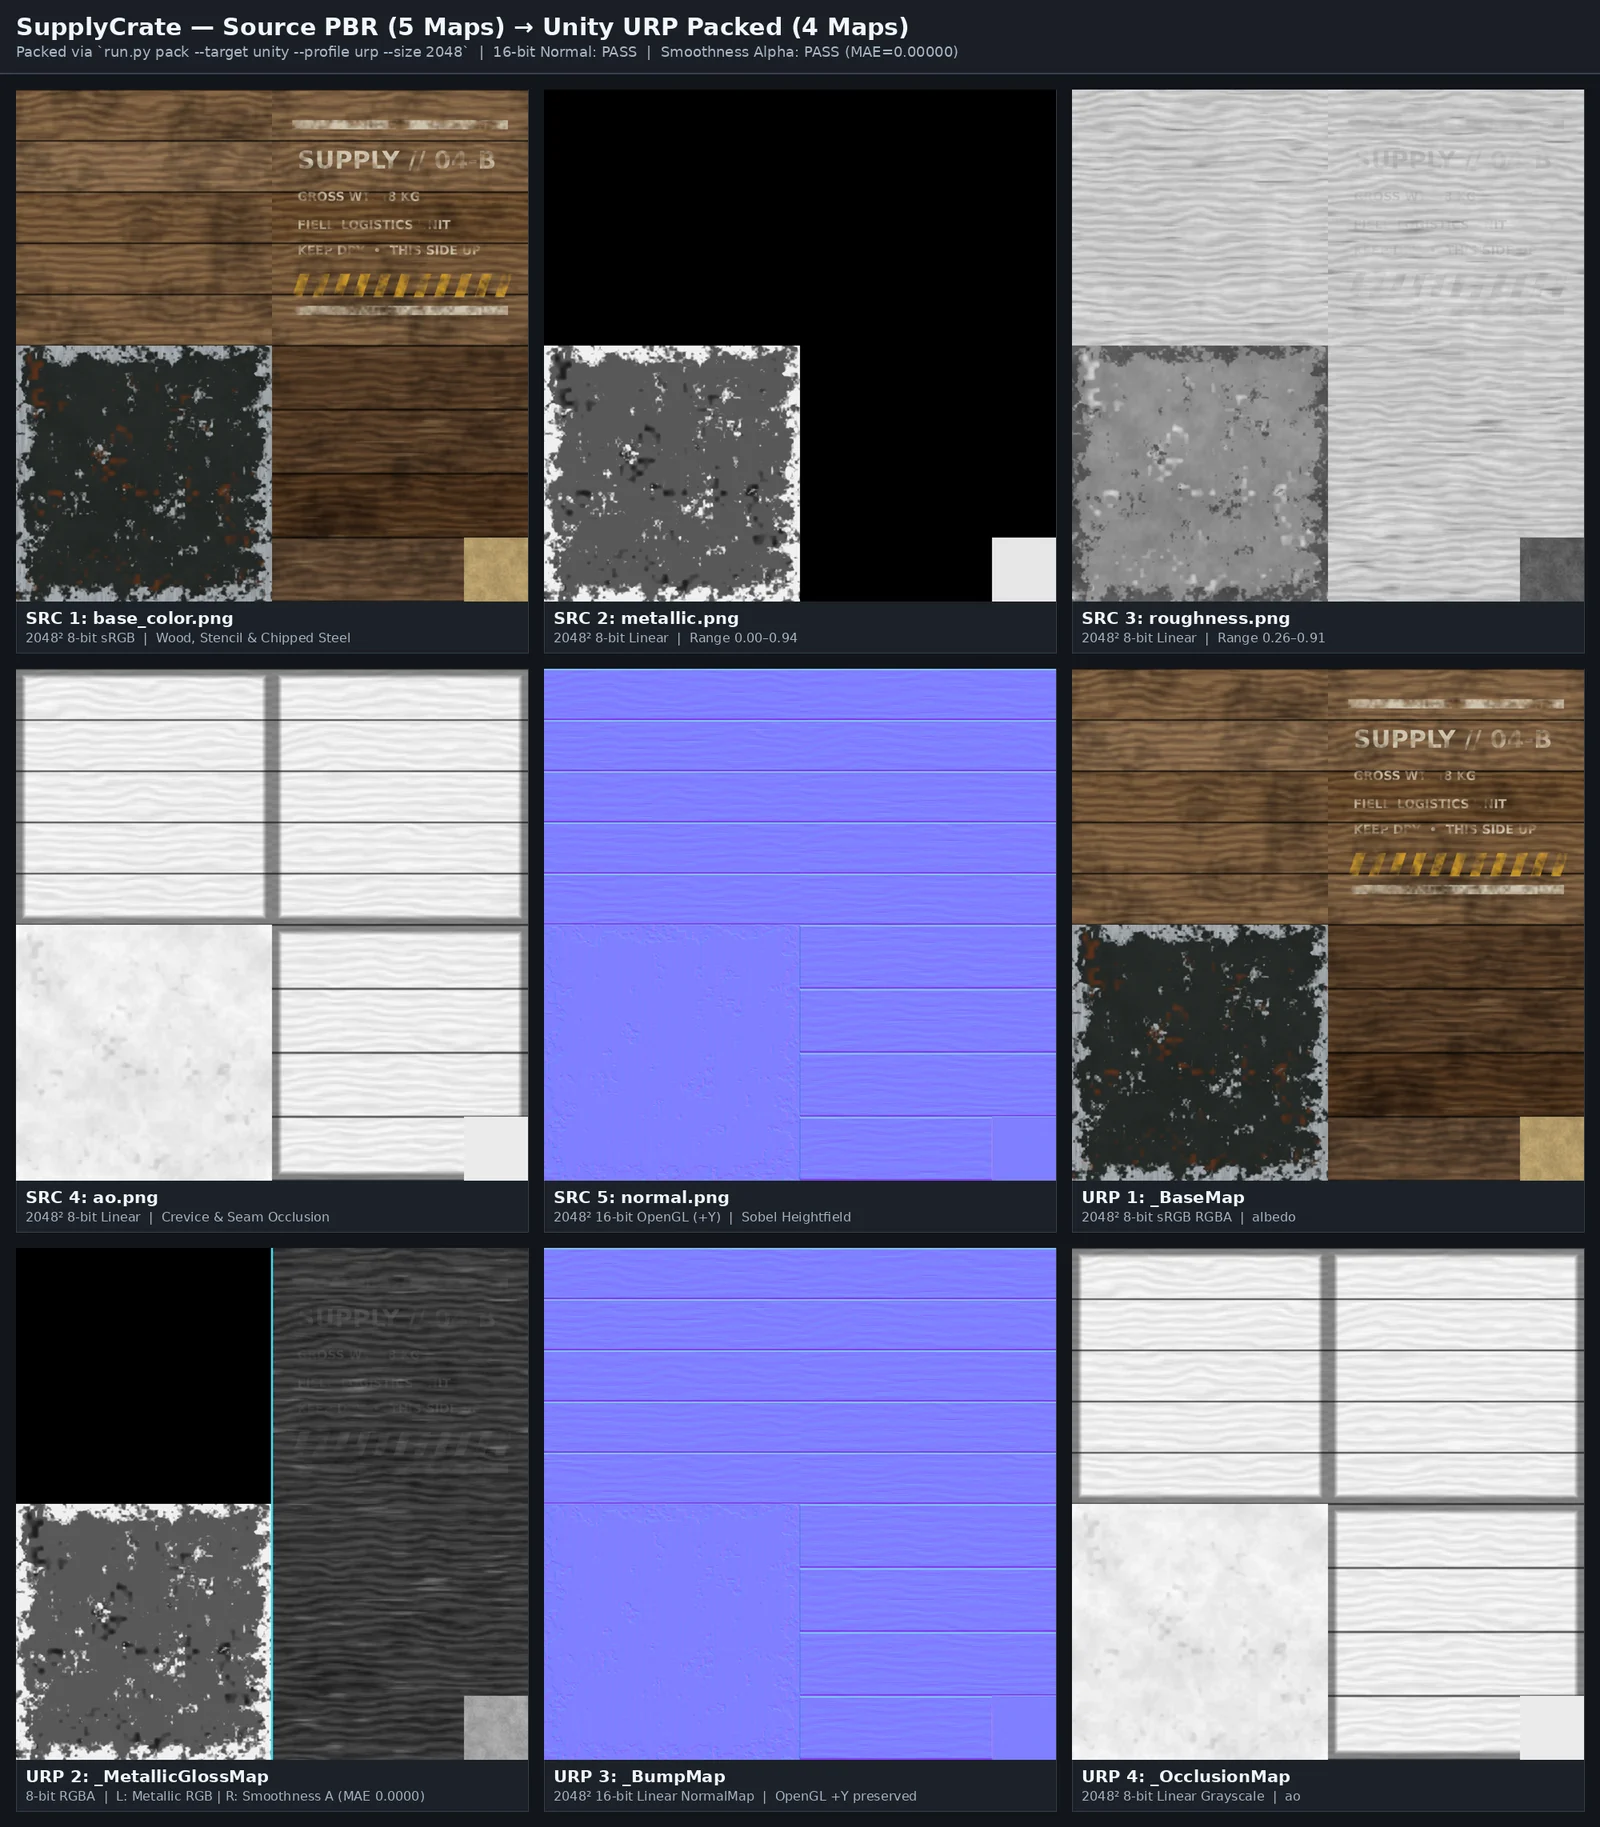 SupplyCrate — Source PBR (5 Maps) → Unity URP Packed (4 Maps)
Packed via `run.py pack --target unity --profile urp --size 2048` | 16-bit Normal: PASS | Smoothness Alpha: PASS (MAE=0.00000)
SUPPLY // 04-B
GROSS W 8 KG
LOGISTICS
KEEP • THIS SIDE UP
SRC 1: base_color.png
2048² 8-bit sRGB | Wood, Stencil & Chipped Steel
SRC 2: metallic.png
2048² 8-bit Linear | Range 0.00–0.94
SUPPLY //
SRC 3: roughness.png
2048² 8-bit Linear | Range 0.26–0.91
SRC 4: ao.png
2048² 8-bit Linear | Crevice & Seam Occlusion
SRC 5: normal.png
2048² 16-bit OpenGL (+Y) | Sobel Heightfield
SUPPLY // 04-B
GROSS W 8 KG
LOGISTICS
KEEP • THIS SIDE UP
URP 1: _BaseMap
2048² 8-bit sRGB RGBA | albedo
SUPPLY //
URP 2: _MetallicGlossMap
8-bit RGBA | L: Metallic RGB | R: Smoothness A (MAE 0.0000)
URP 3: _BumpMap
2048² 16-bit Linear NormalMap | OpenGL +Y preserved
URP 4: _OcclusionMap
2048² 8-bit Linear Grayscale | ao